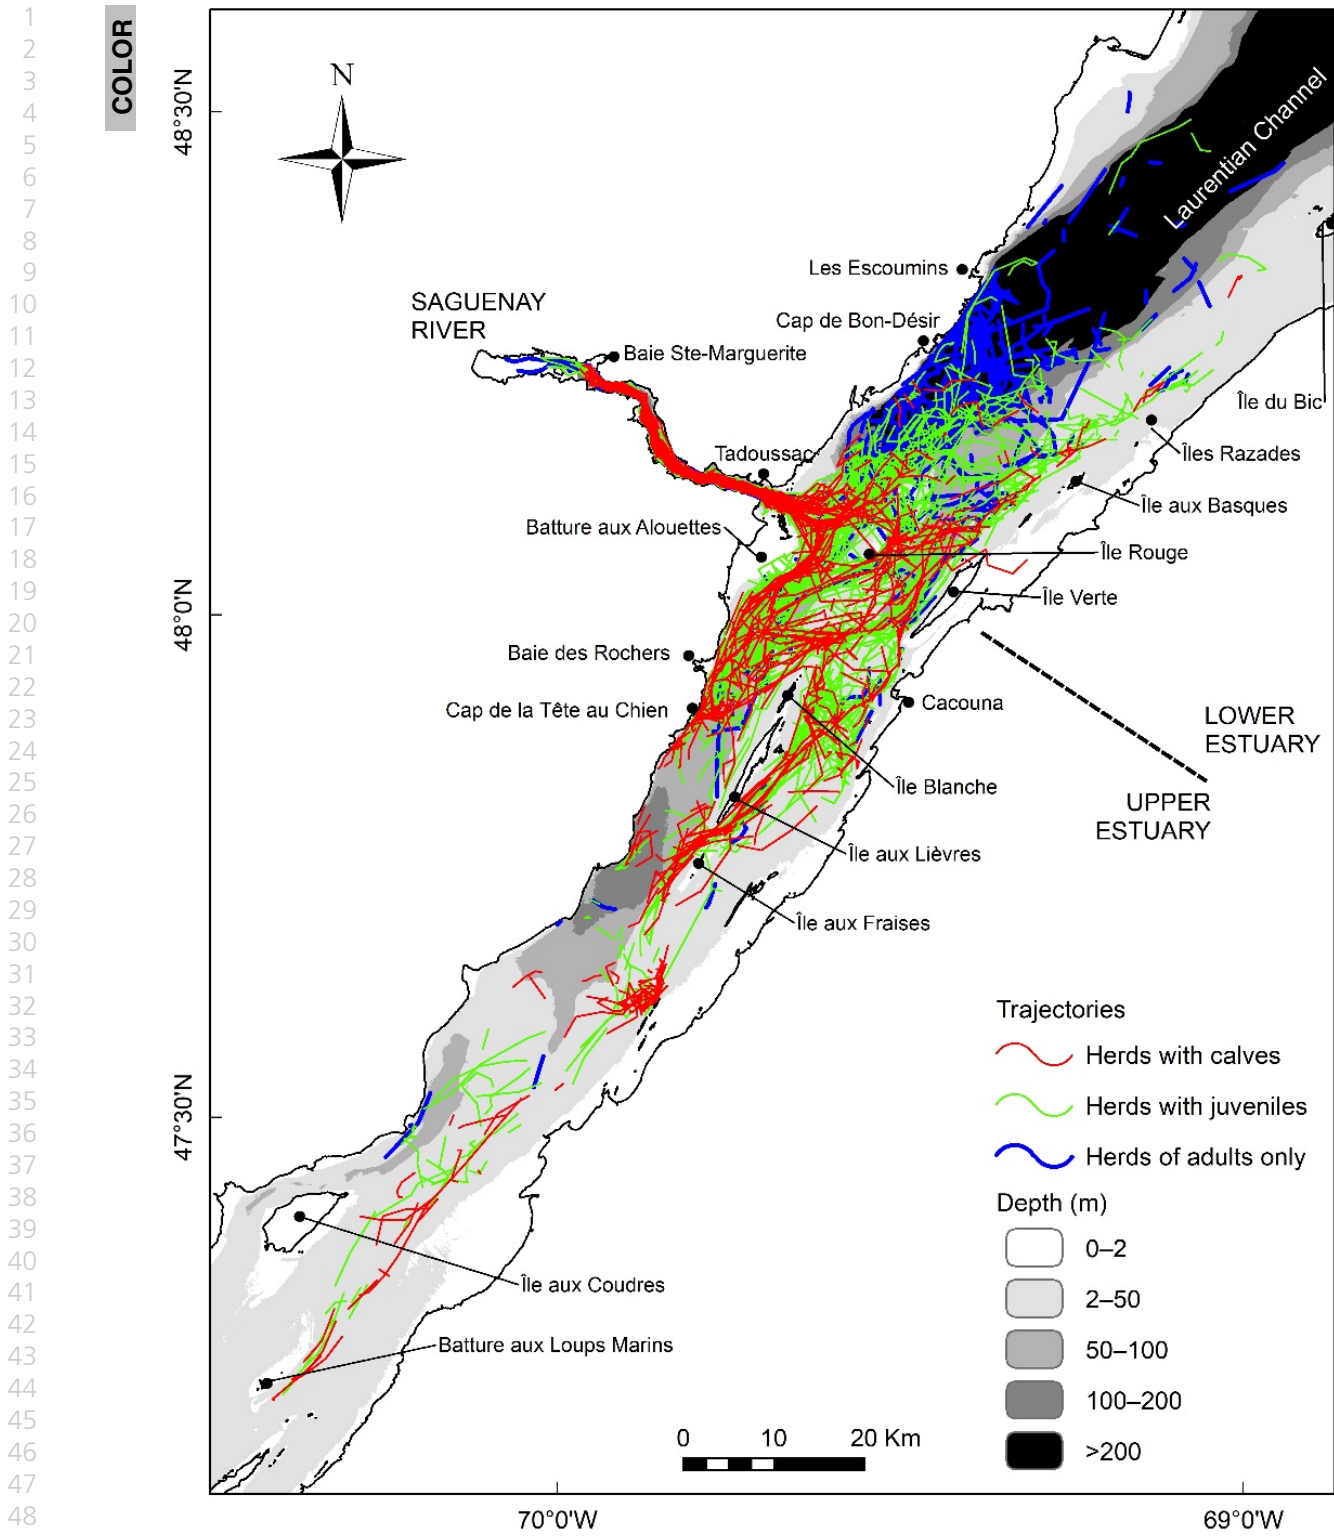 1
2
3
4
5
6
7
8
9
10
11
12
13
14
15
16
17
18
19
20
21
22
23
24
25
26
27
28
29
30
31
32
33
34
35
36
37
38
39
40
41
42
43
44
45
46
47
48
COLOR
N
48°30'N
48°0'N
47°30'N
70°0'W
69°0'W
Laurentian Channel
Les Escoumins
SAGUENAY
RIVER
Cap de Bon-Désir
Baie Ste-Marguerite
Île du Bic
Tadoussac
Îles Razades
Île aux Basques
Batture aux Alouettes
Île Rouge
Île Verte
Baie des Rochers
Cap de la Tête au Chien
Cacouna
LOWER
ESTUARY
Île Blanche
UPPER
ESTUARY
Île aux Lièvres
Île aux Fraises
Île aux Coudres
Batture aux Loups Marins
Trajectories
Herds with calves
Herds with juveniles
Herds of adults only
Depth (m)
0–2
2–50
50–100
100–200
>200
0 10 20 Km